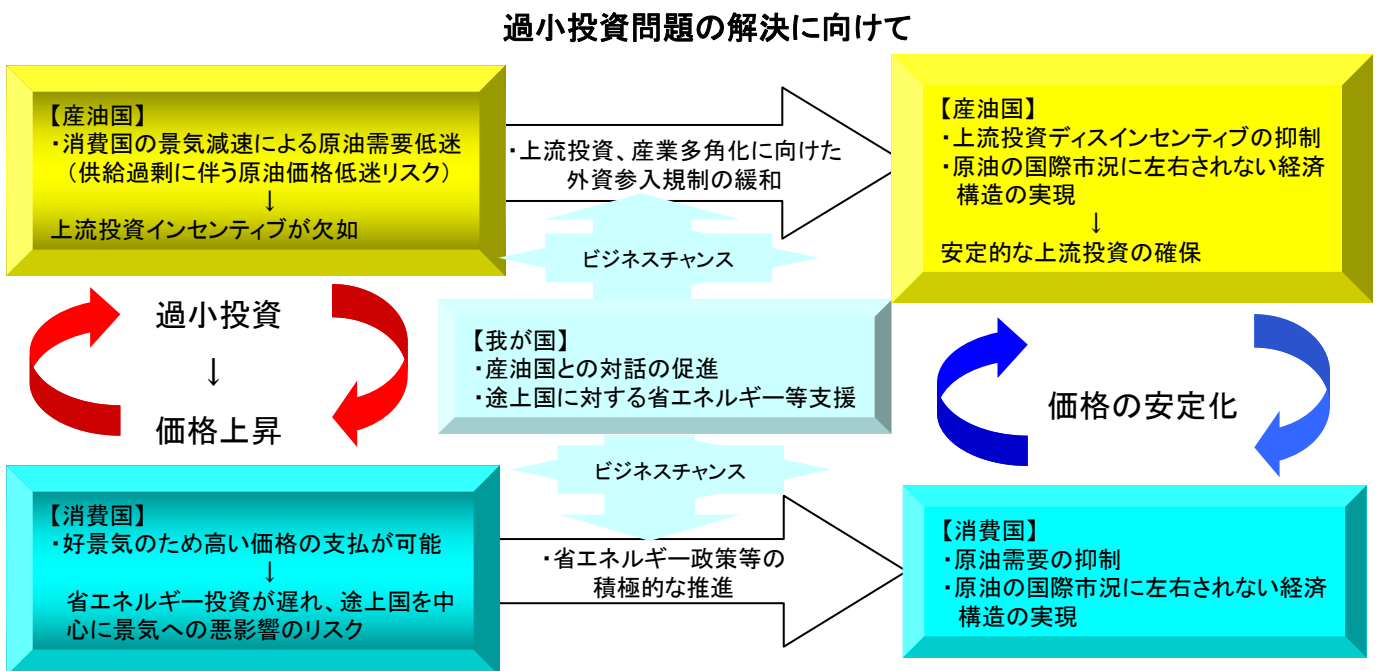 過小投資問題の解決に向けて
【産油国】
・消費国の景気減速による原油需要低迷
（供給過剰に伴う原油価格低迷リスク）
↓
上流投資インセンティブが欠如
・上流投資、産業多角化に向けた
外資参入規制の緩和
【産油国】
・上流投資ディスインセンティブの抑制
・原油の国際市況に左右されない経済
構造の実現
↓
安定的な上流投資の確保
ビジネスチャンス
過小投資
↓
価格上昇
【我が国】
・産油国との対話の促進
・途上国に対する省エネルギー等支援
価格の安定化
ビジネスチャンス
【消費国】
・好景気のため高い価格の支払が可能
↓
省エネルギー投資が遅れ、途上国を中
心に景気への悪影響のリスク
・省エネルギー政策等の
積極的な推進
【消費国】
・原油需要の抑制
・原油の国際市況に左右されない経済
構造の実現